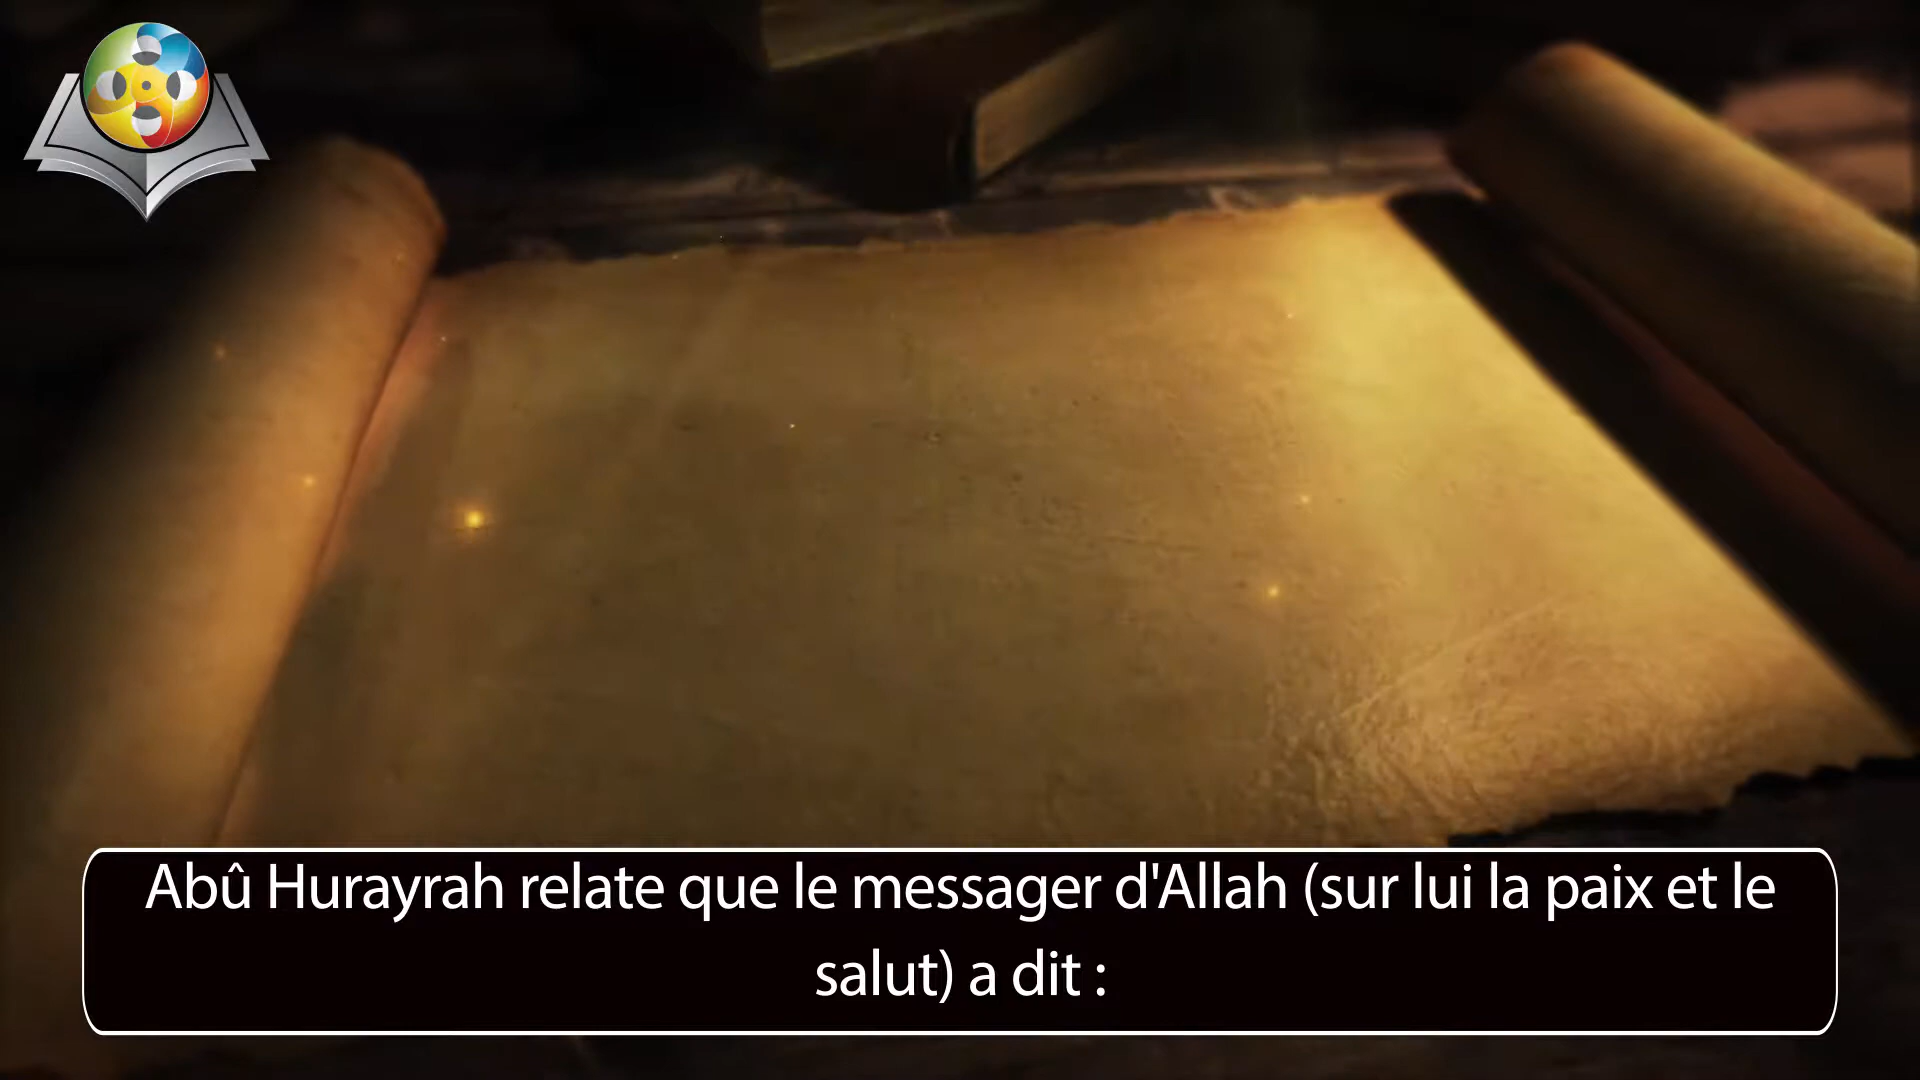 Abû Hurayrah relate que le messager d'Allah (sur lui la paix et le
salut) a dit :